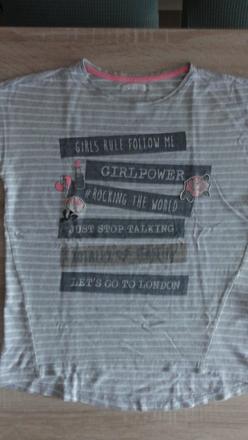 GIRLS RULE FOLLOW ME
GIRLPOWER
#ROCKING THE WORLD
JUST STOP TALKING
LET'S GO TO LONDON